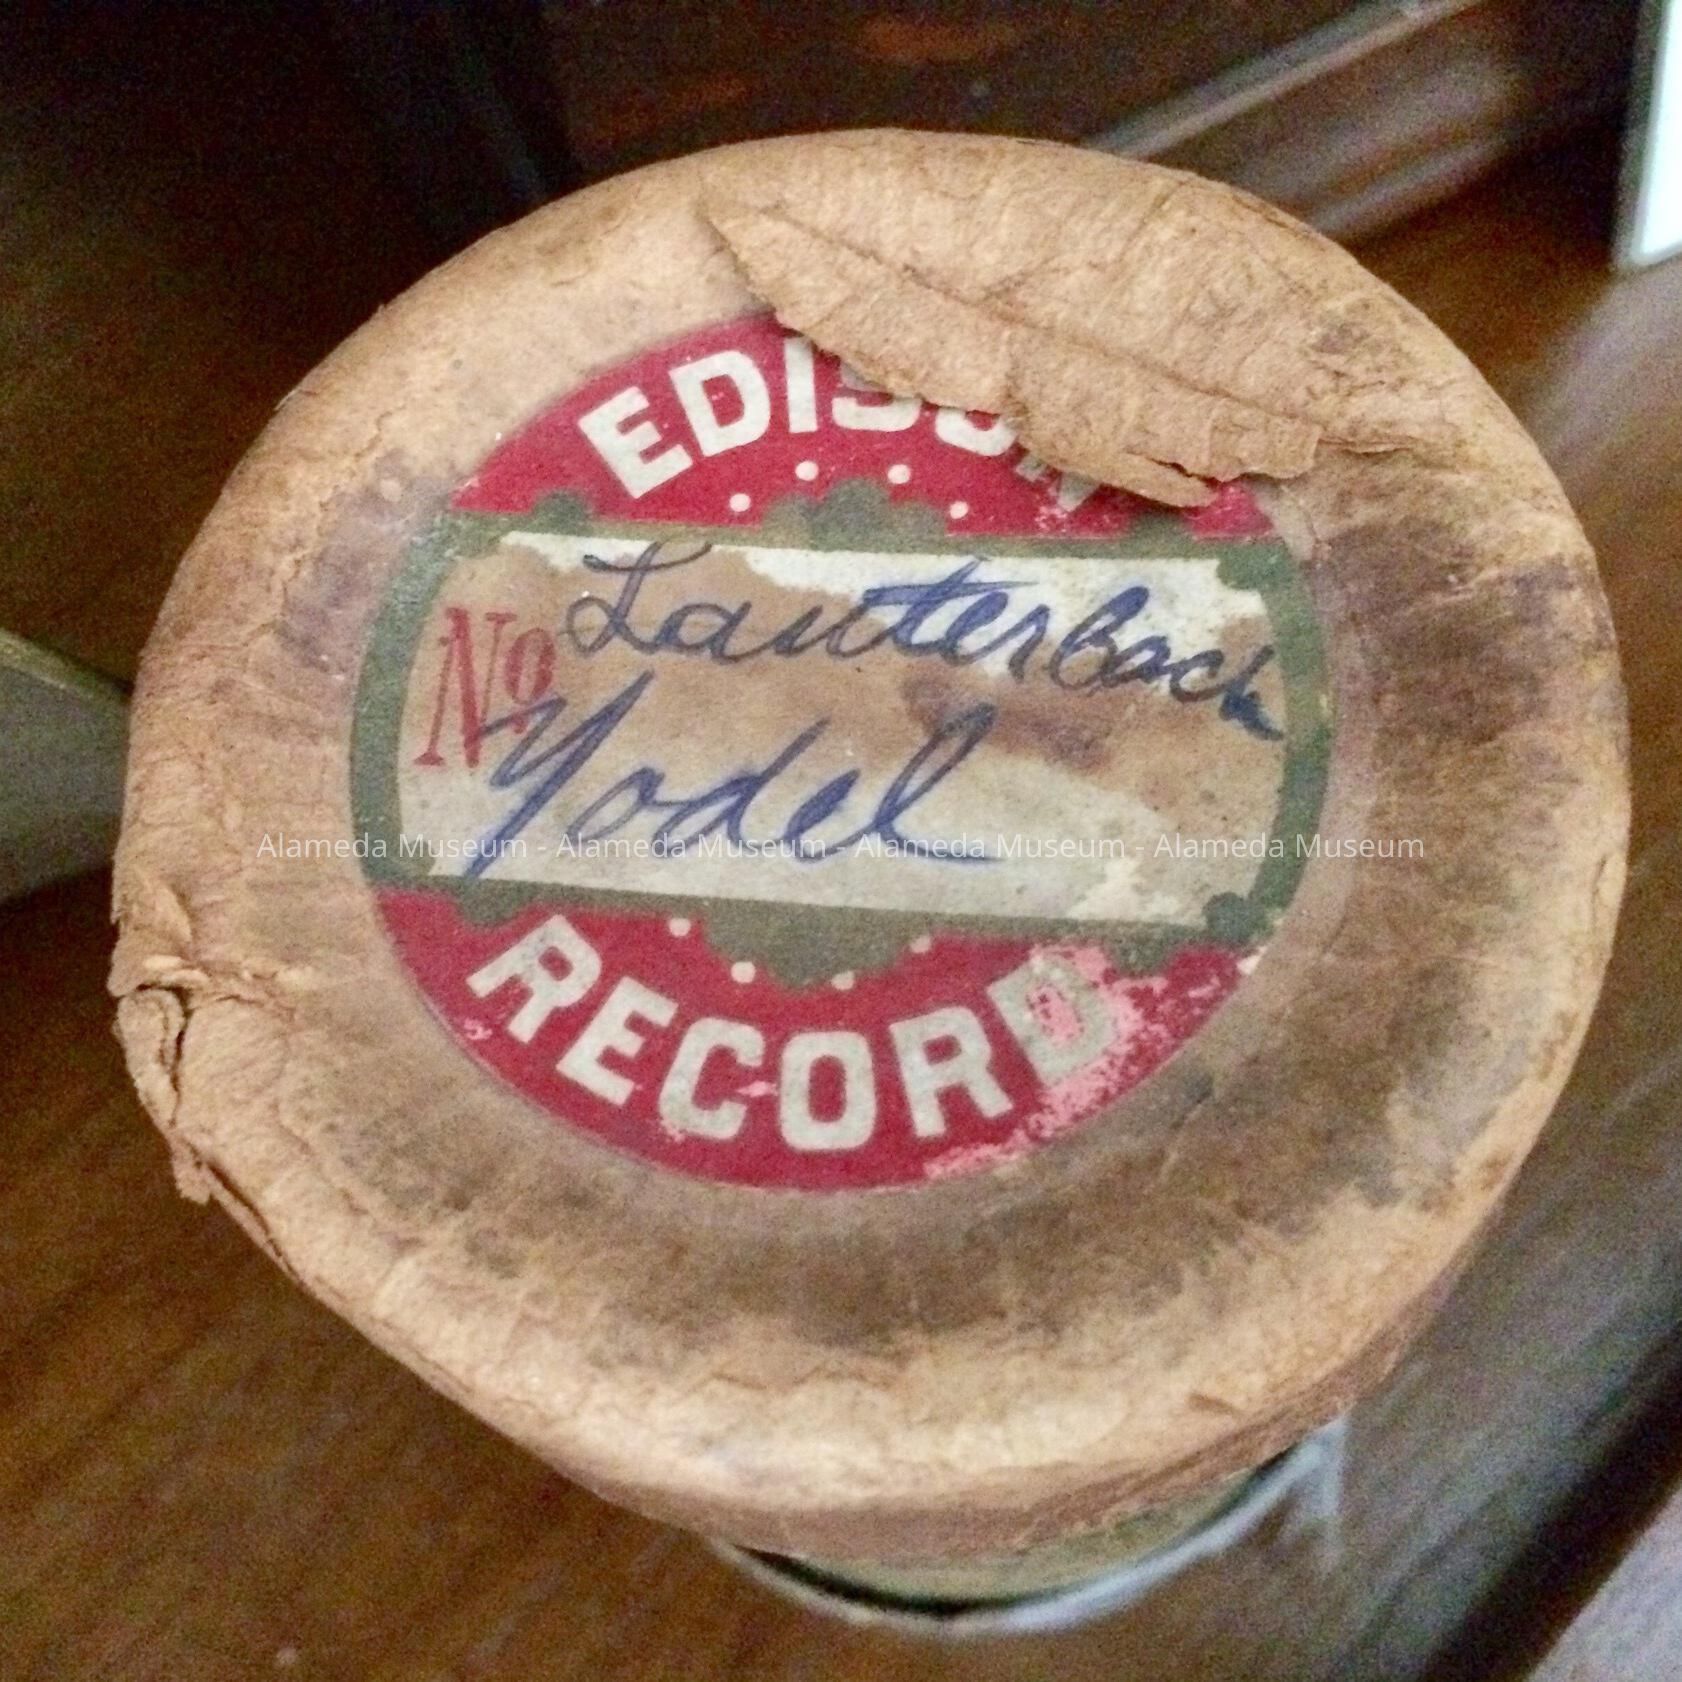 EDISON
No Lauterbach
Yodel
Alameda Museum - Alameda Museum - Alameda Museum - Alameda Museum
RECORD